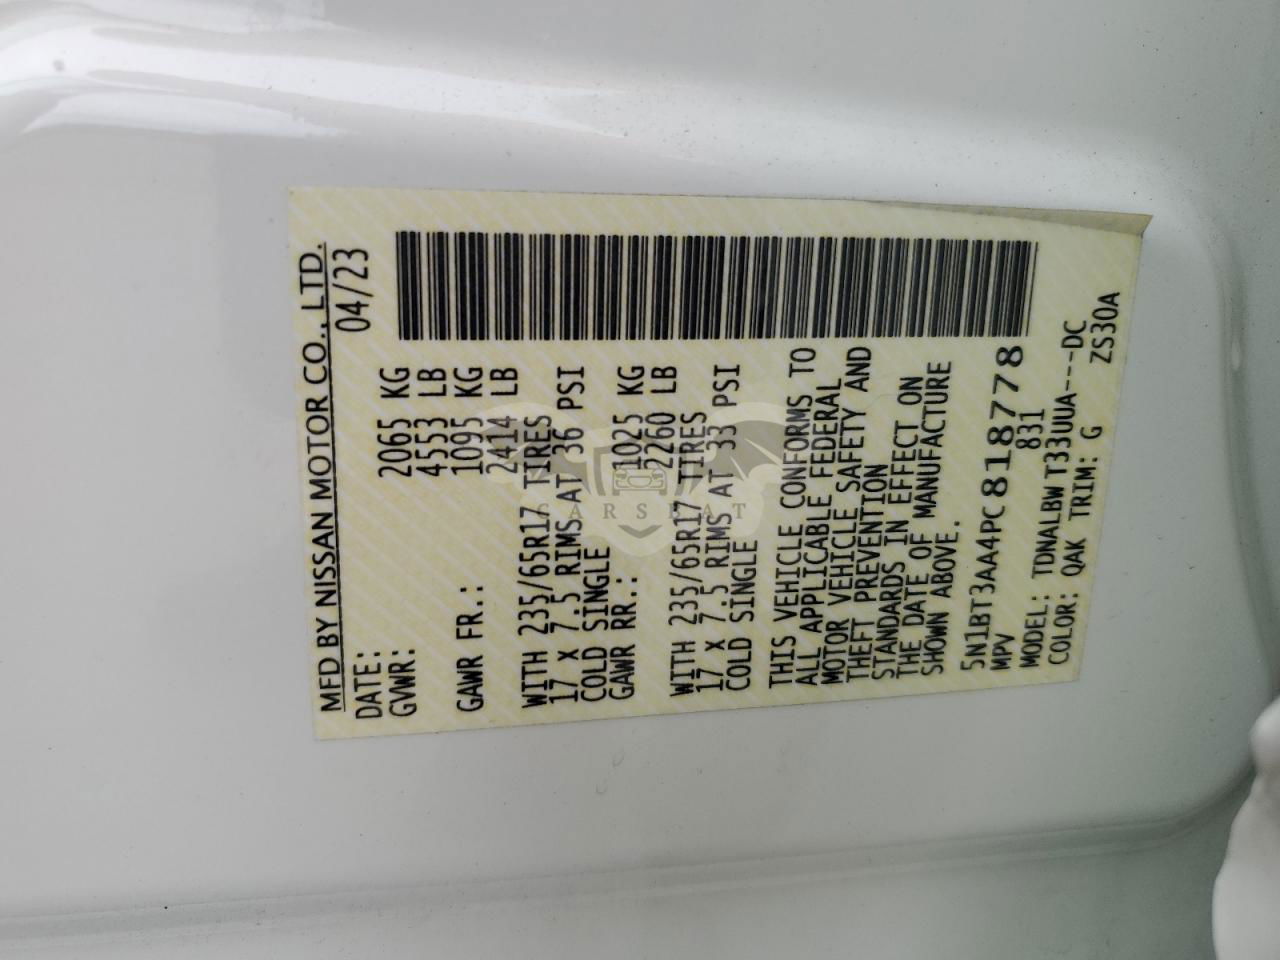 MFD BY NISSAN MOTOR CO., LTD.
DATE: 04/23
GVWR: 2065 KG
4553 LB
GAWR FR.: 1095 KG
2414 LB
WITH 235/65R17 TIRES
17 X 7.5 RIMS AT 36 PSI
COLD SINGLE
GAWR RR.: 1025 KG
2260 LB
WITH 235/65R17 TIRES
17 X 7.5 RIMS AT 33 PSI
COLD SINGLE
THIS VEHICLE CONFORMS TO
ALL APPLICABLE FEDERAL
MOTOR VEHICLE SAFETY AND
THEFT PREVENTION
STANDARDS IN EFFECT ON
THE DATE OF MANUFACTURE
SHOWN ABOVE.
5N1BT3AA4PC818778
MPV 831
MODEL: TDNALBWT33UUA---DC
COLOR: QAK TRIM: G ZS30A
CARSBAT